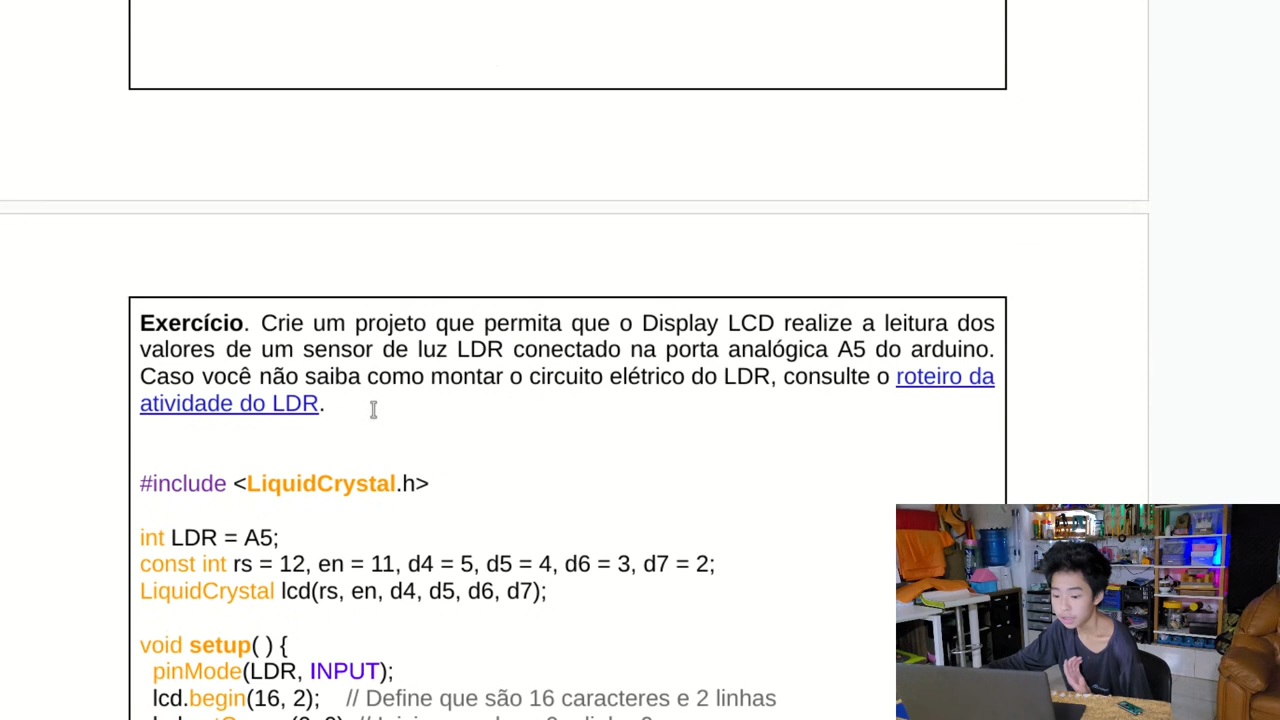 Exercício. Crie um projeto que permita que o Display LCD realize a leitura dos
valores de um sensor de luz LDR conectado na porta analógica A5 do arduino.
Caso você não saiba como montar o circuito elétrico do LDR, consulte o roteiro da
atividade do LDR.
#include <LiquidCrystal.h>
int LDR = A5;
const int rs = 12, en = 11, d4 = 5, d5 = 4, d6 = 3, d7 = 2;
LiquidCrystal lcd(rs, en, d4, d5, d6, d7);
void setup( ) {
pinMode(LDR, INPUT);
lcd.begin(16, 2); // Define que são 16 caracteres e 2 linhas